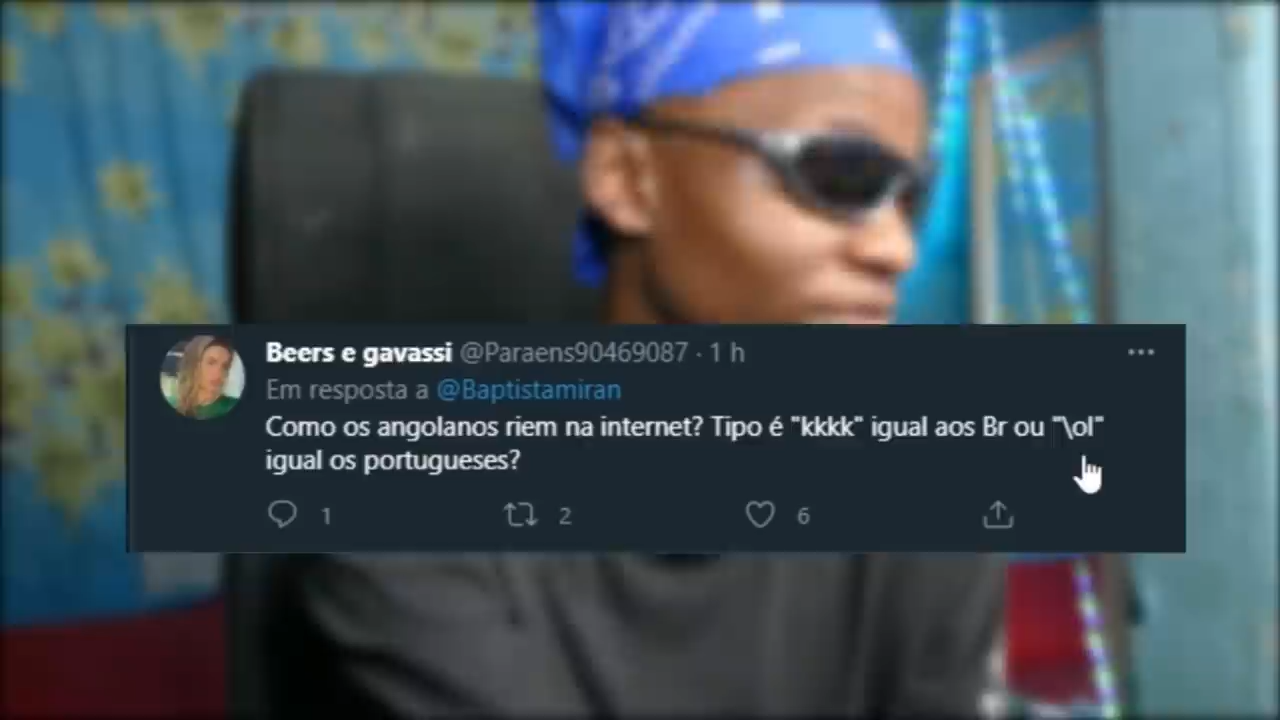 Beers e gavassi @Paraens90469087 · 1 h
Em resposta a @Baptistamiran
Como os angolanos riem na internet? Tipo é "kkkk" igual aos Br ou "\ol"
igual os portugueses?
1 2 6